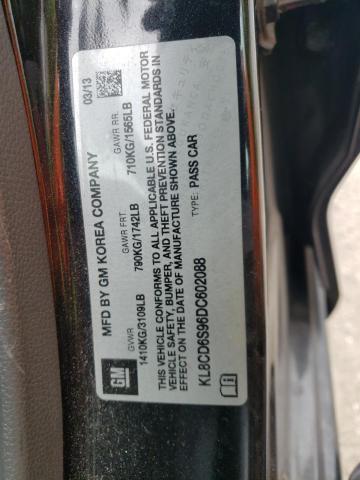 MFD BY GM KOREA COMPANY
03/13
GM
GVWR
GAWR FRT
GAWR RR.
1410KG/3109LB
790KG/1742LB
710KG/1565LB
THIS VEHICLE CONFORMS TO ALL APPLICABLE U.S. FEDERAL MOTOR
VEHICLE SAFETY, BUMPER, AND THEFT PREVENTION STANDARDS IN
EFFECT ON THE DATE OF MANUFACTURE SHOWN ABOVE.
KL8CD6S96DC602088
TYPE: PASS CAR